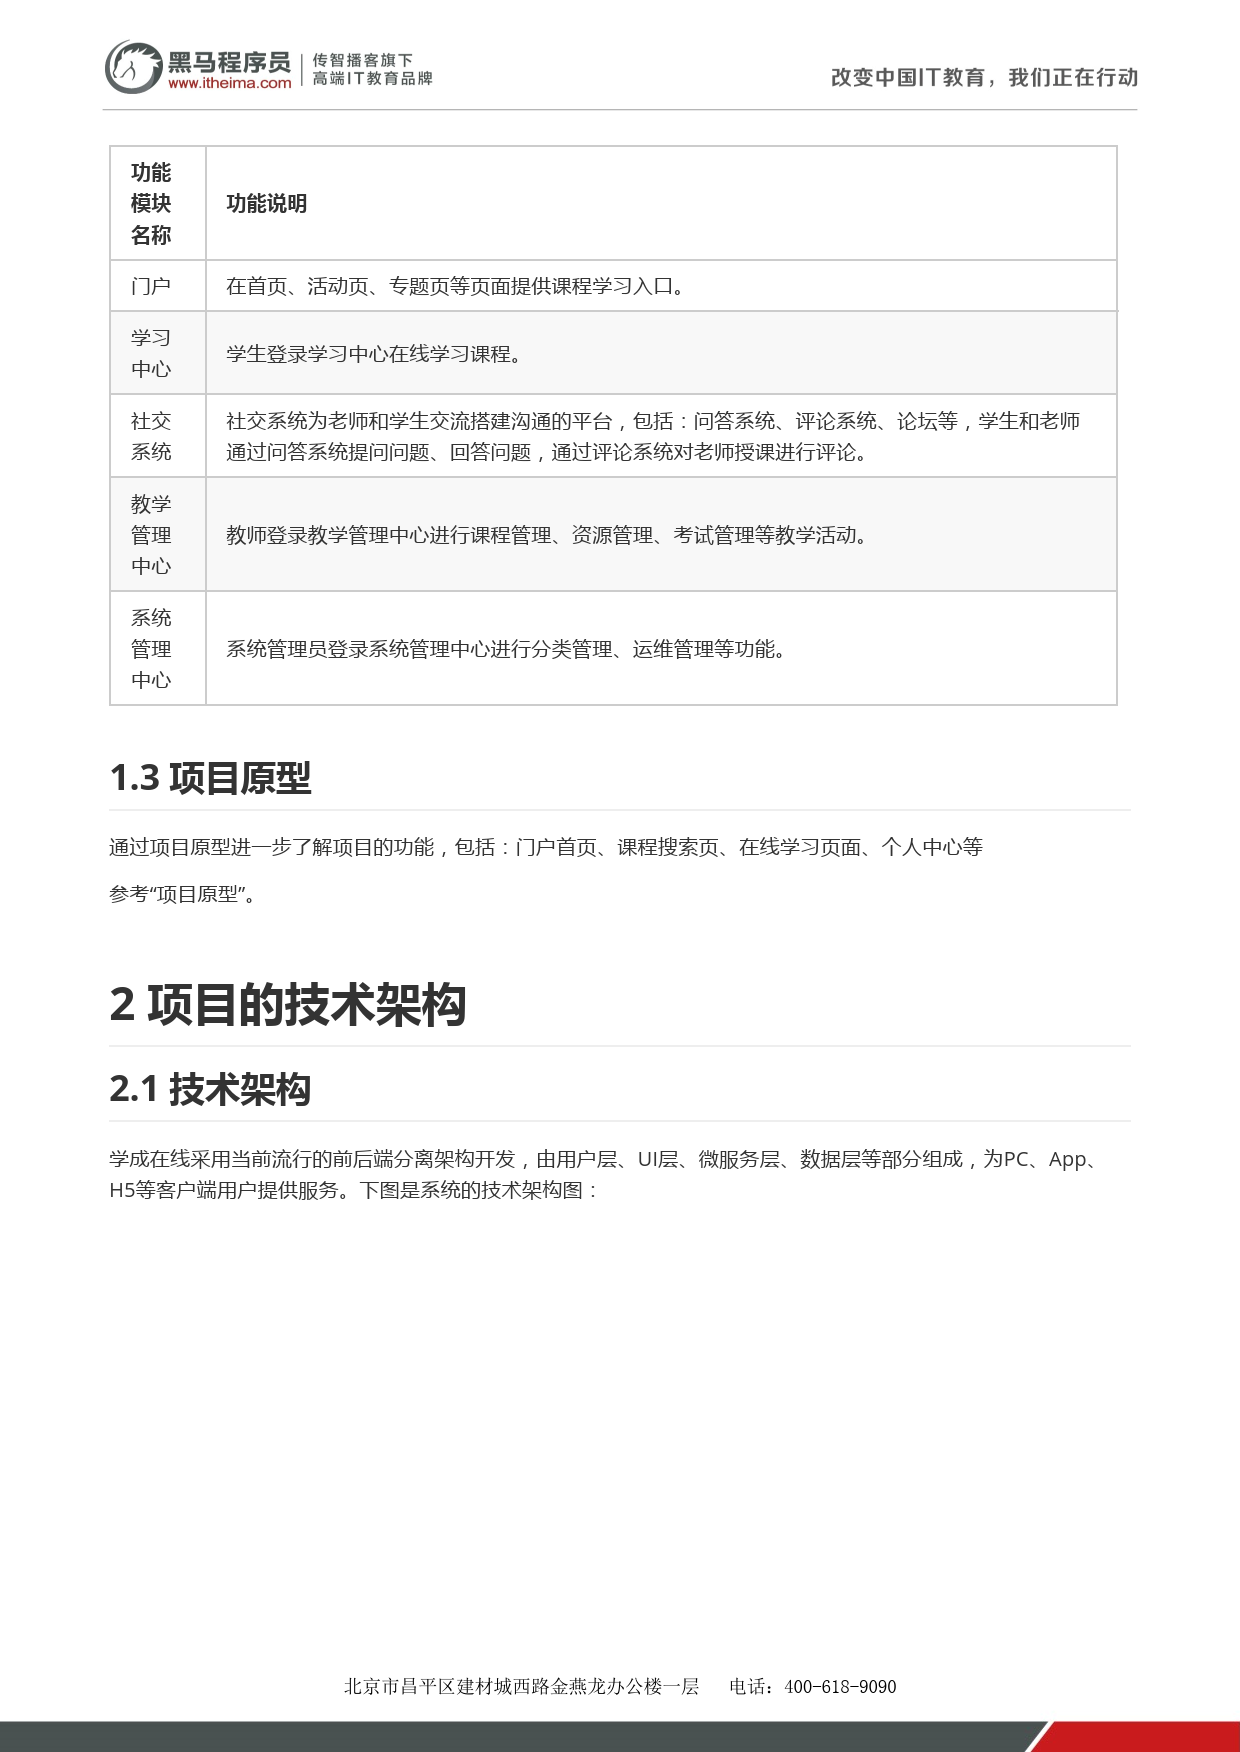 黑马程序员
www.itheima.com
传智播客旗下
高端IT教育品牌
改变中国IT教育，我们正在行动
功能
模块
名称
功能说明
门户
在首页、活动页、专题页等页面提供课程学习入口。
学习
中心
学生登录学习中心在线学习课程。
社交
系统
社交系统为老师和学生交流搭建沟通的平台，包括：问答系统、评论系统、论坛等，学生和老师
通过问答系统提问问题、回答问题，通过评论系统对老师授课进行评论。
教学
管理
中心
教师登录教学管理中心进行课程管理、资源管理、考试管理等教学活动。
系统
管理
中心
系统管理员登录系统管理中心进行分类管理、运维管理等功能。
1.3 项目原型
通过项目原型进一步了解项目的功能，包括：门户首页、课程搜索页、在线学习页面、个人中心等
参考“项目原型”。
2 项目的技术架构
2.1 技术架构
学成在线采用当前流行的前后端分离架构开发，由用户层、UI层、微服务层、数据层等部分组成，为PC、App、
H5等客户端用户提供服务。下图是系统的技术架构图：
北京市昌平区建材城西路金燕龙办公楼一层 电话：400-618-9090